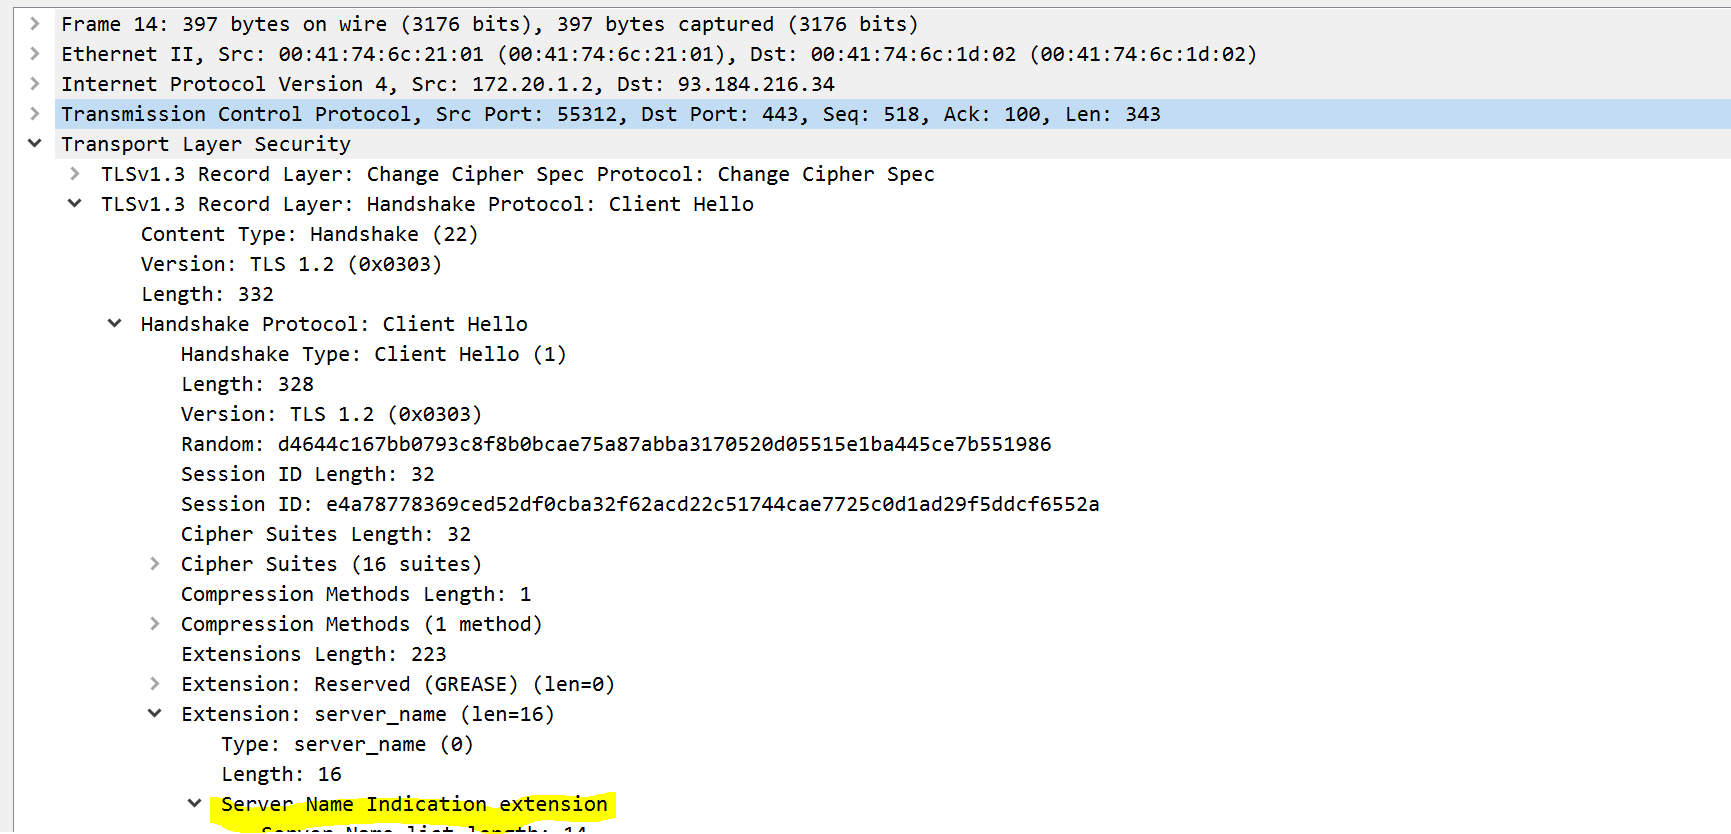 Frame 14: 397 bytes on wire (3176 bits), 397 bytes captured (3176 bits)
Ethernet II, Src: 00:41:74:6c:21:01 (00:41:74:6c:21:01), Dst: 00:41:74:6c:1d:02 (00:41:74:6c:1d:02)
Internet Protocol Version 4, Src: 172.20.1.2, Dst: 93.184.216.34
Transmission Control Protocol, Src Port: 55312, Dst Port: 443, Seq: 518, Ack: 100, Len: 343
Transport Layer Security
TLSv1.3 Record Layer: Change Cipher Spec Protocol: Change Cipher Spec
TLSv1.3 Record Layer: Handshake Protocol: Client Hello
Content Type: Handshake (22)
Version: TLS 1.2 (0x0303)
Length: 332
Handshake Protocol: Client Hello
Handshake Type: Client Hello (1)
Length: 328
Version: TLS 1.2 (0x0303)
Random: d4644c167bb0793c8f8b0bcae75a87abba3170520d05515e1ba445ce7b551986
Session ID Length: 32
Session ID: e4a78778369ced52df0cba32f62acd22c51744cae7725c0d1ad29f5ddcf6552a
Cipher Suites Length: 32
Cipher Suites (16 suites)
Compression Methods Length: 1
Compression Methods (1 method)
Extensions Length: 223
Extension: Reserved (GREASE) (len=0)
Extension: server_name (len=16)
Type: server_name (0)
Length: 16
Server Name Indication extension
Server Name list length: 14